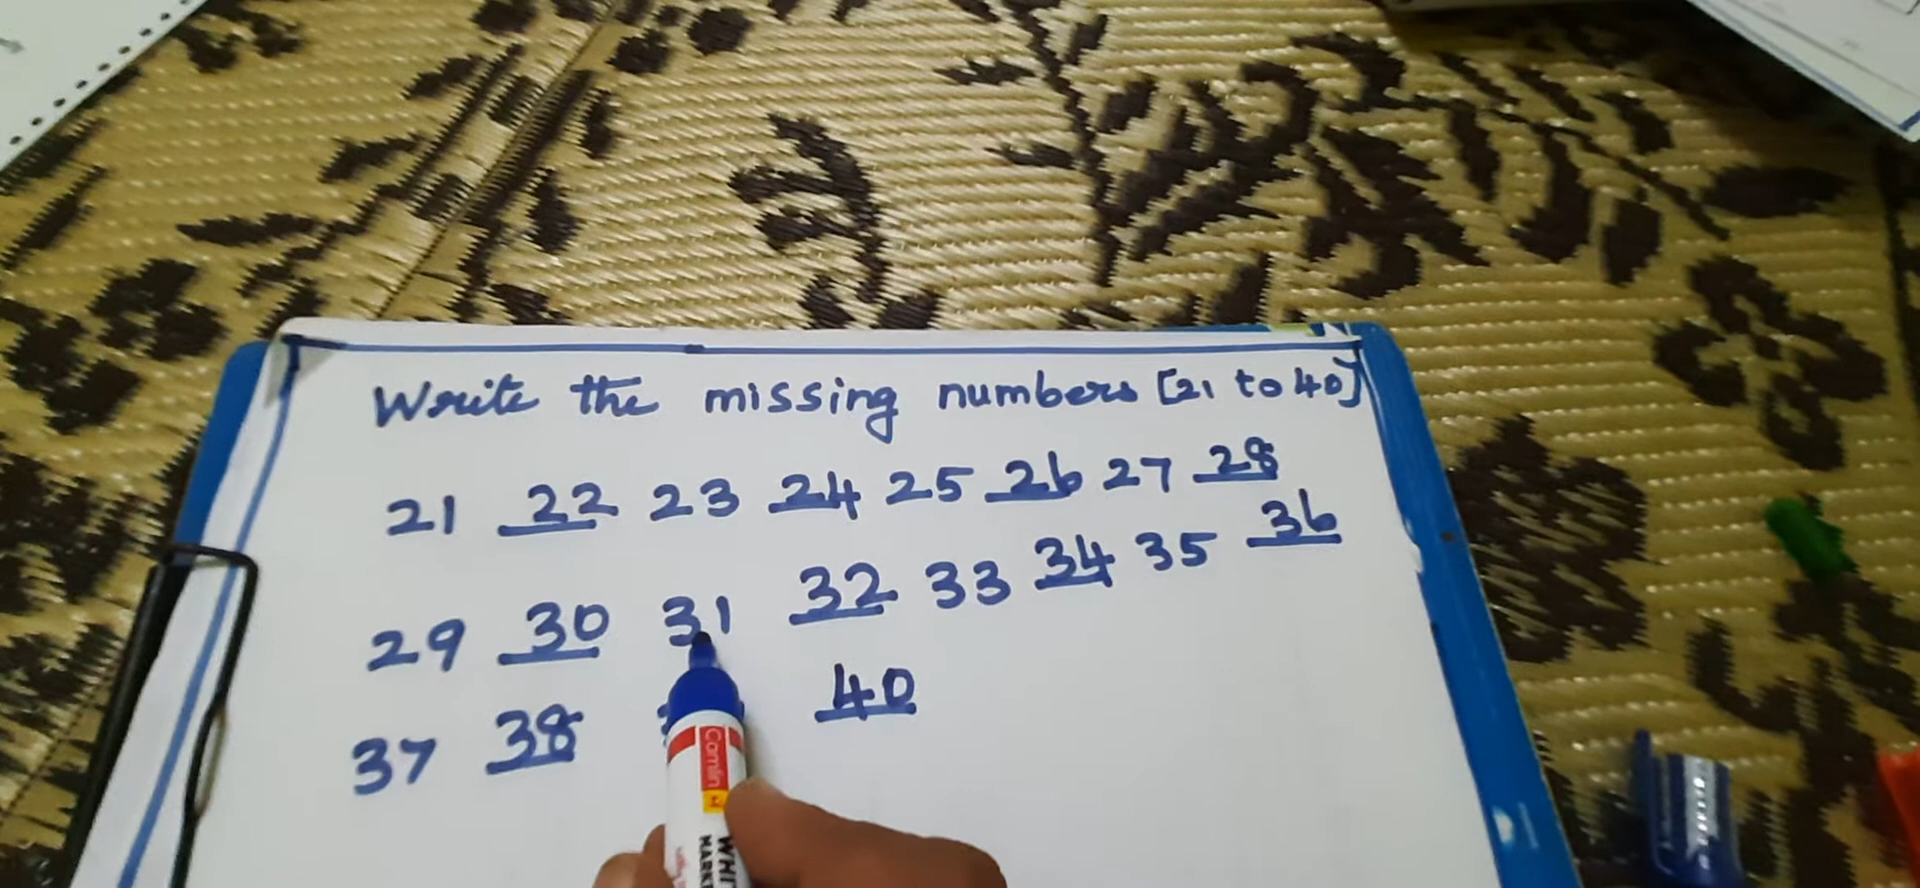 Write the missing numbers [21 to 40]
21 22 23 24 25 26 27 28
29 30 31 32 33 34 35 36
37 38 40
Camlin